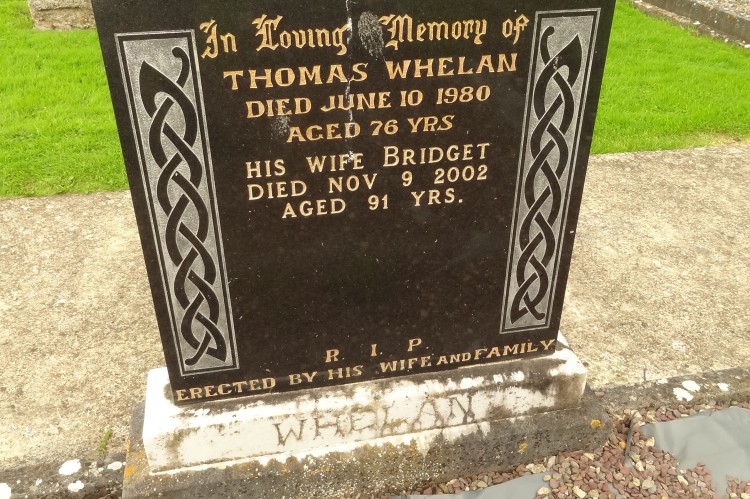 In Loving Memory of
THOMAS WHELAN
DIED JUNE 10 1980
AGED 76 YRS
HIS WIFE BRIDGET
DIED NOV 9 2002
AGED 91 YRS.
R. I. P.
ERECTED BY HIS WIFE AND FAMILY
WHELAN